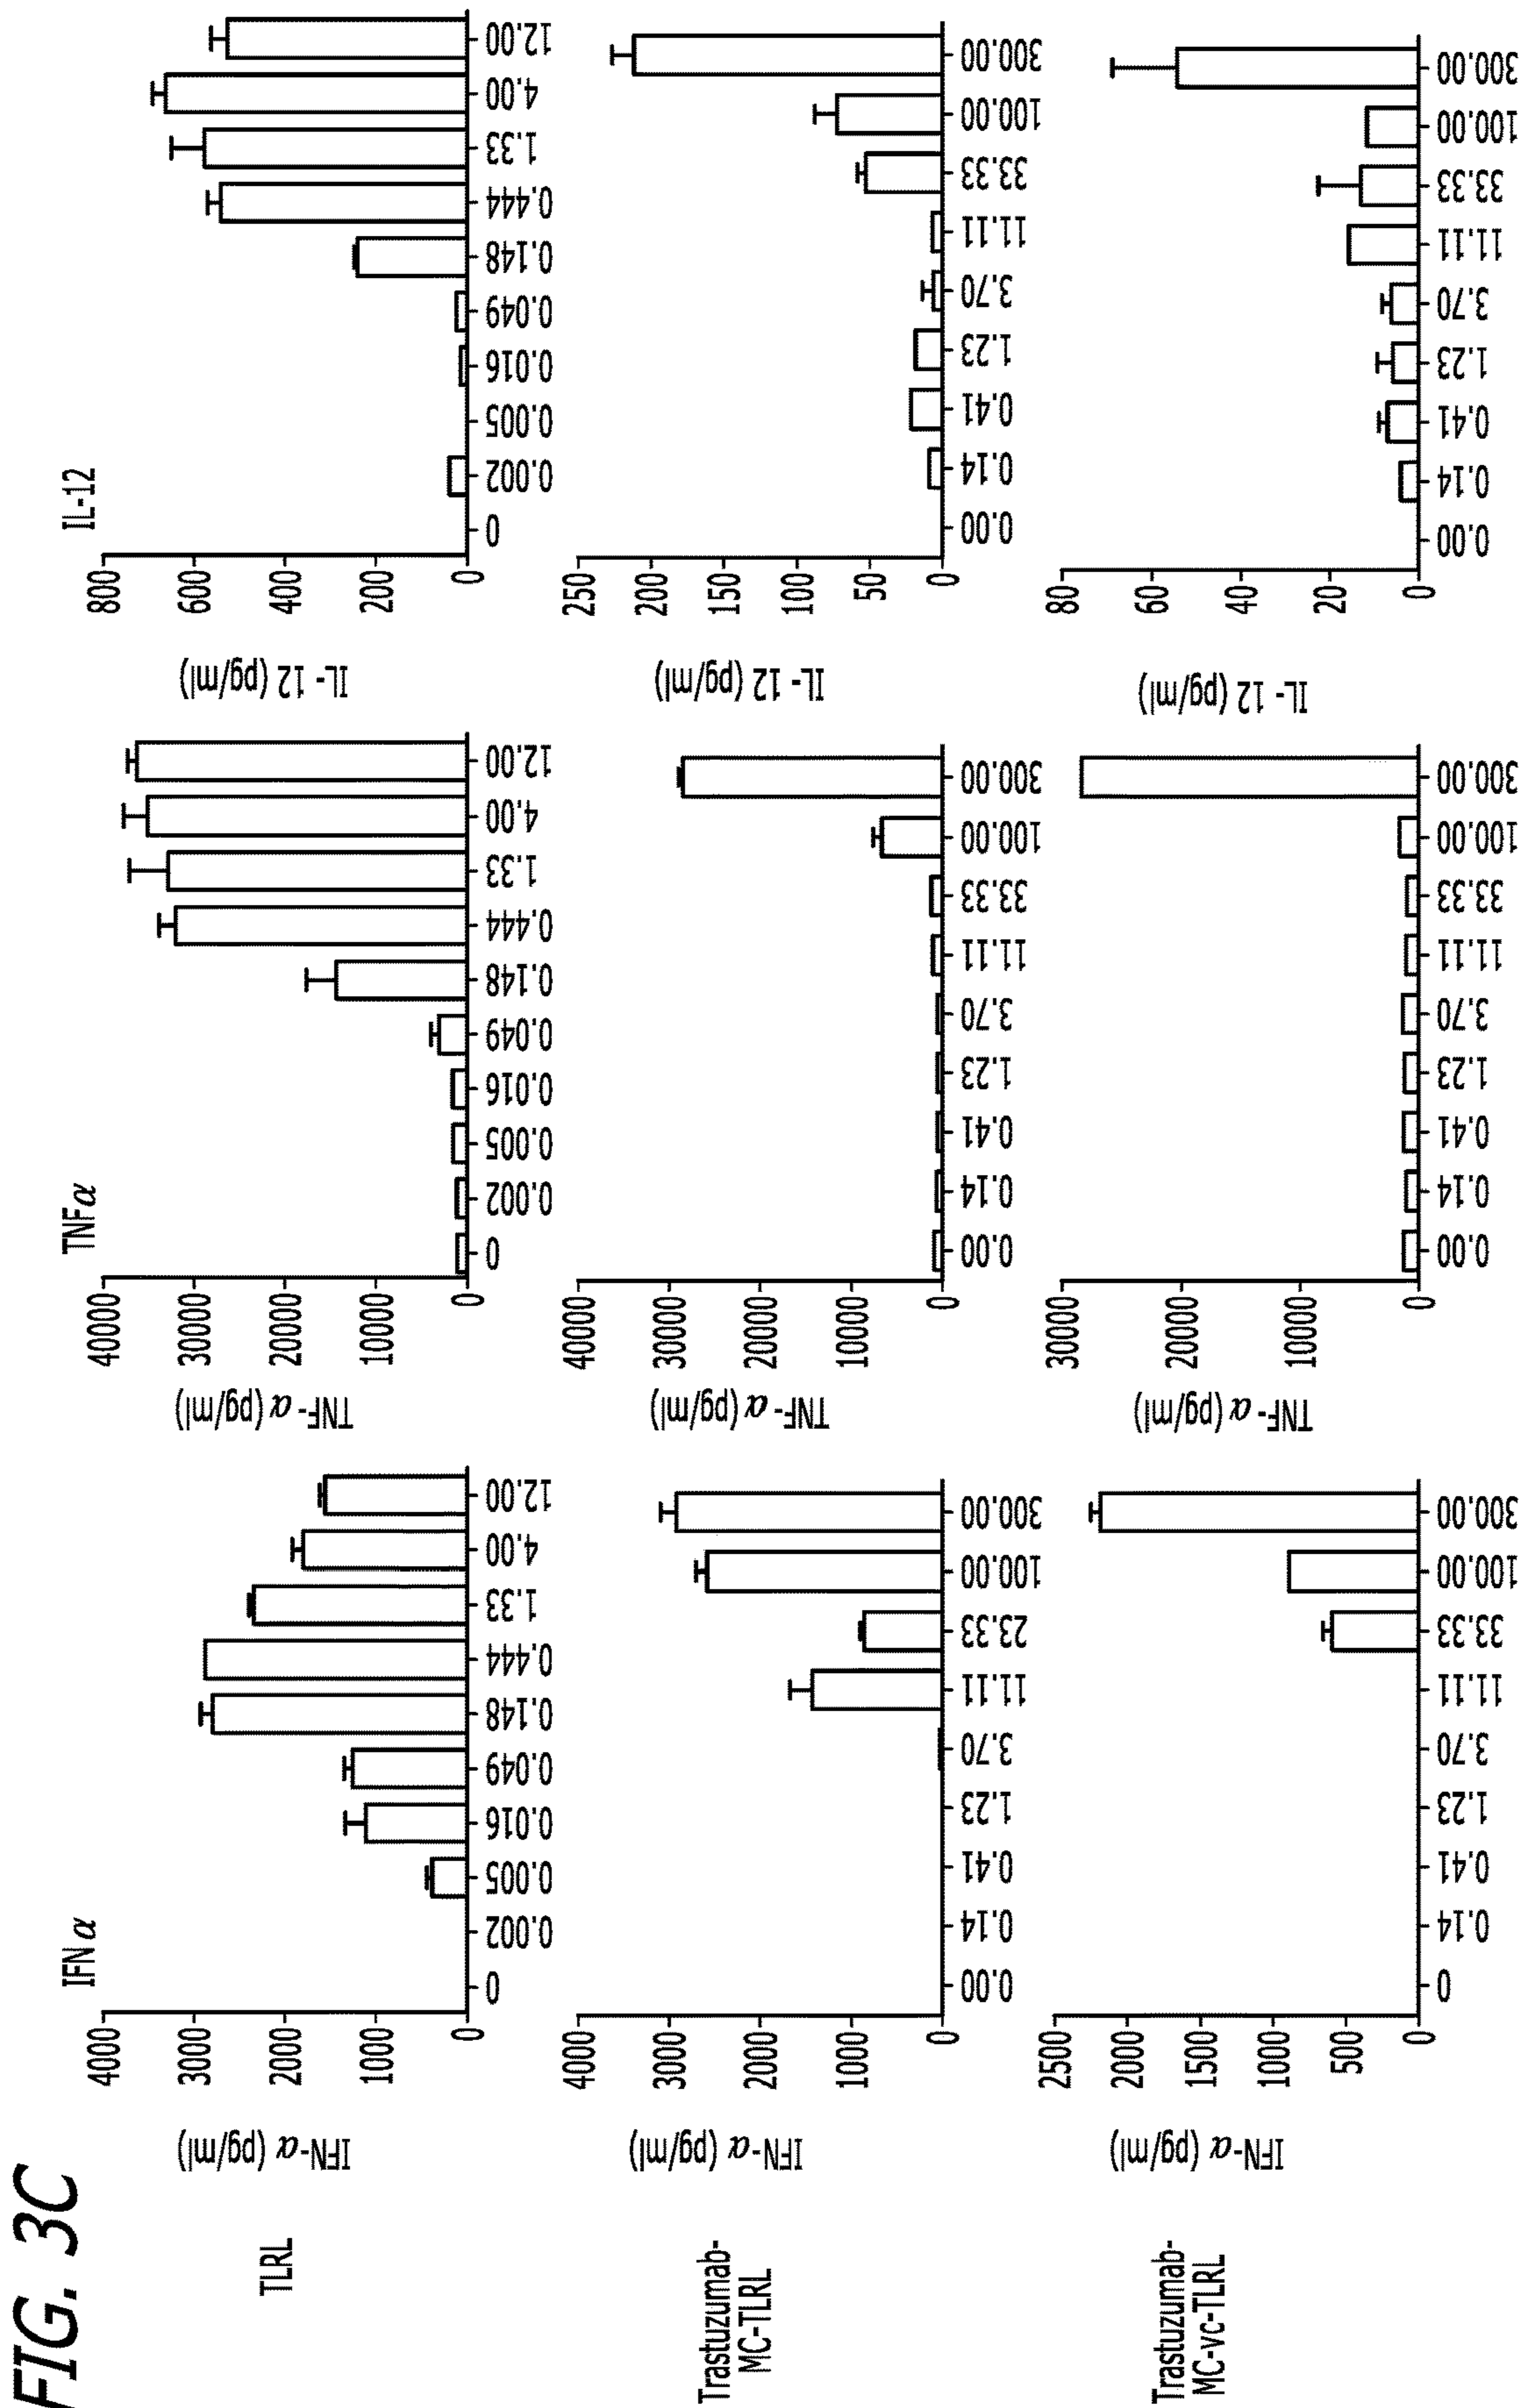 FIG. 3C
IFNα
TNFα
IL-12
TLRL
IFN-α (pg/ml)
4000
3000
2000
1000
0
0 0.002 0.005 0.016 0.049 0.148 0.444 1.33 4.00 12.00
TNF-α (pg/ml)
40000
30000
20000
10000
0
0 0.002 0.005 0.016 0.049 0.148 0.444 1.33 4.00 12.00
IL- 12 (pg/ml)
800
600
400
200
0
0 0.002 0.005 0.016 0.049 0.148 0.444 1.33 4.00 12.00
Trastuzumab-
MC-TLRL
IFN-α (pg/ml)
4000
3000
2000
1000
0
0.00 0.14 0.41 1.23 3.70 11.11 23.33 100.00 300.00
TNF-α (pg/ml)
40000
30000
20000
10000
0
0.00 0.14 0.41 1.23 3.70 11.11 33.33 100.00 300.00
IL- 12 (pg/ml)
250
200
150
100
50
0
0.00 0.14 0.41 1.23 3.70 11.11 33.33 100.00 300.00
Trastuzumab-
MC-vc-TLRL
IFN-α (pg/ml)
2500
2000
1500
1000
500
0
0 0.14 0.41 1.23 3.70 11.11 33.33 100.00 300.00
TNF-α (pg/ml)
30000
20000
10000
0
0.00 0.14 0.41 1.23 3.70 11.11 33.33 100.00 300.00
IL- 12 (pg/ml)
80
60
40
20
0
0.00 0.14 0.41 1.23 3.70 11.11 33.33 100.00 300.00